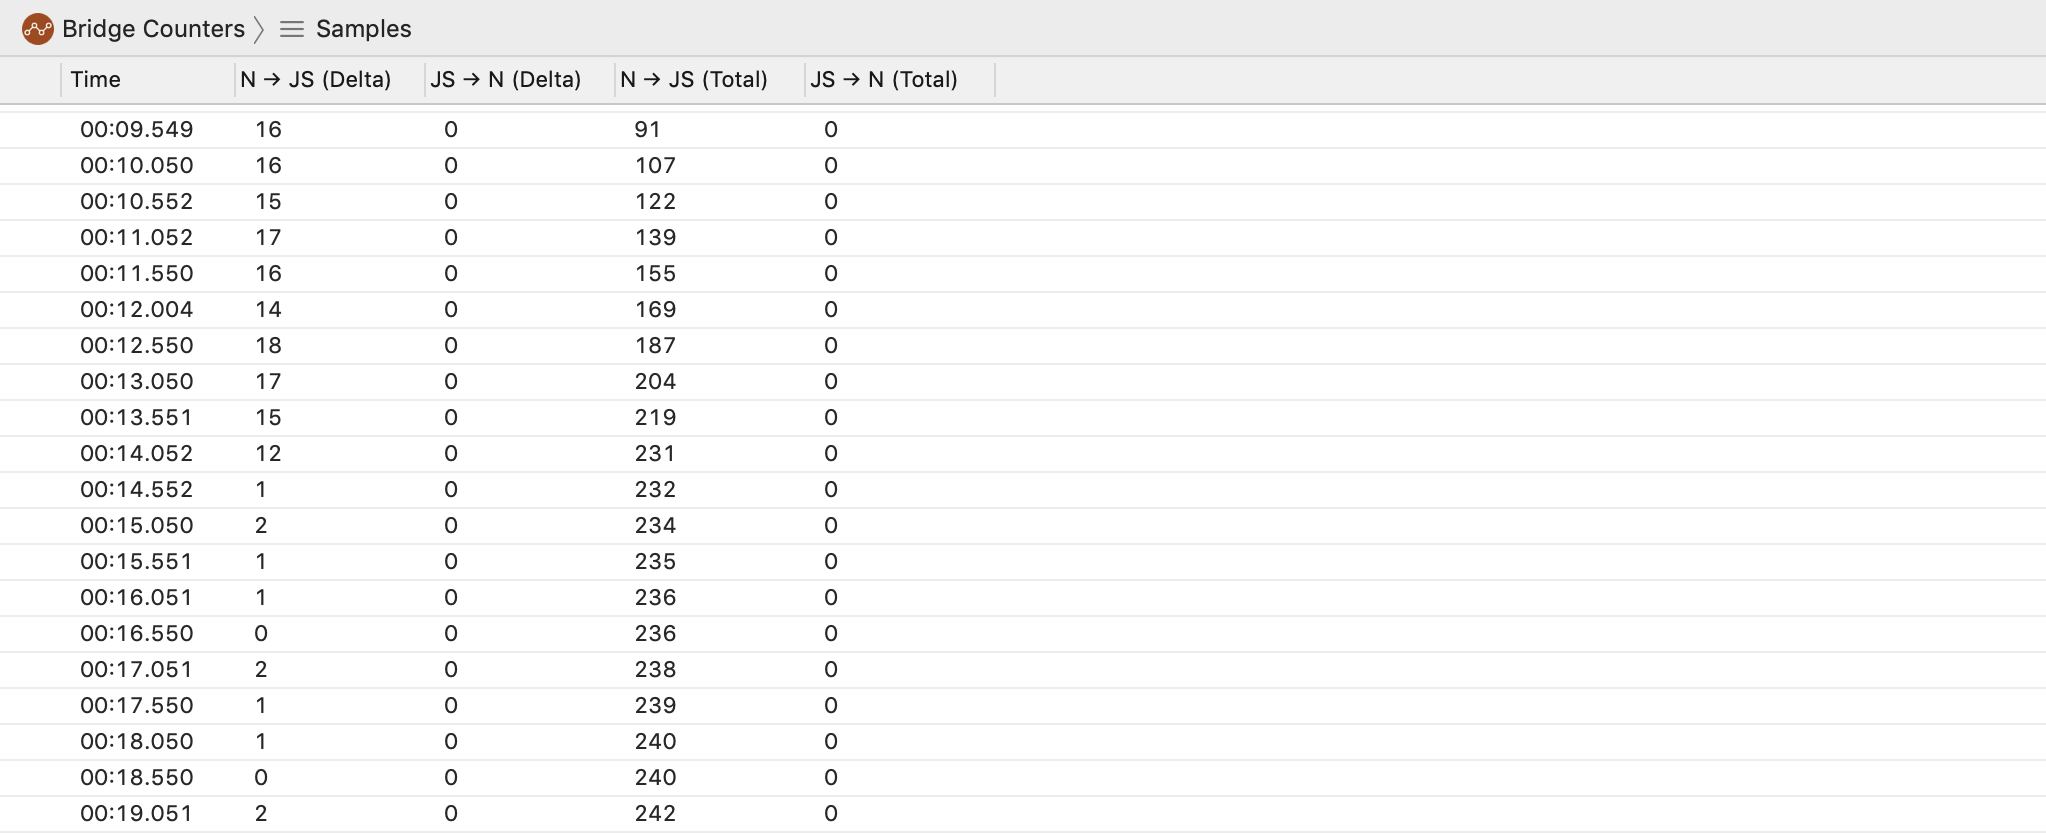 Bridge Counters Samples
Time N → JS (Delta) JS → N (Delta) N → JS (Total) JS → N (Total)
00:09.549 16 0 91 0
00:10.050 16 0 107 0
00:10.552 15 0 122 0
00:11.052 17 0 139 0
00:11.550 16 0 155 0
00:12.004 14 0 169 0
00:12.550 18 0 187 0
00:13.050 17 0 204 0
00:13.551 15 0 219 0
00:14.052 12 0 231 0
00:14.552 1 0 232 0
00:15.050 2 0 234 0
00:15.551 1 0 235 0
00:16.051 1 0 236 0
00:16.550 0 0 236 0
00:17.051 2 0 238 0
00:17.550 1 0 239 0
00:18.050 1 0 240 0
00:18.550 0 0 240 0
00:19.051 2 0 242 0